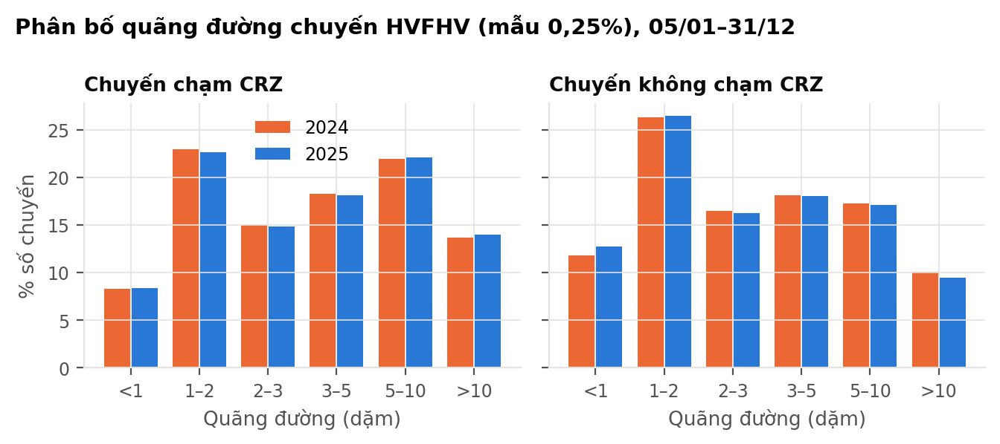 Phân bố quãng đường chuyến HVFHV (mẫu 0,25%), 05/01–31/12
Chuyến chạm CRZ
Chuyến không chạm CRZ
2024
2025
% số chuyến
25
20
15
10
5
0
<1 1–2 2–3 3–5 5–10 >10
<1 1–2 2–3 3–5 5–10 >10
Quãng đường (dặm)
Quãng đường (dặm)